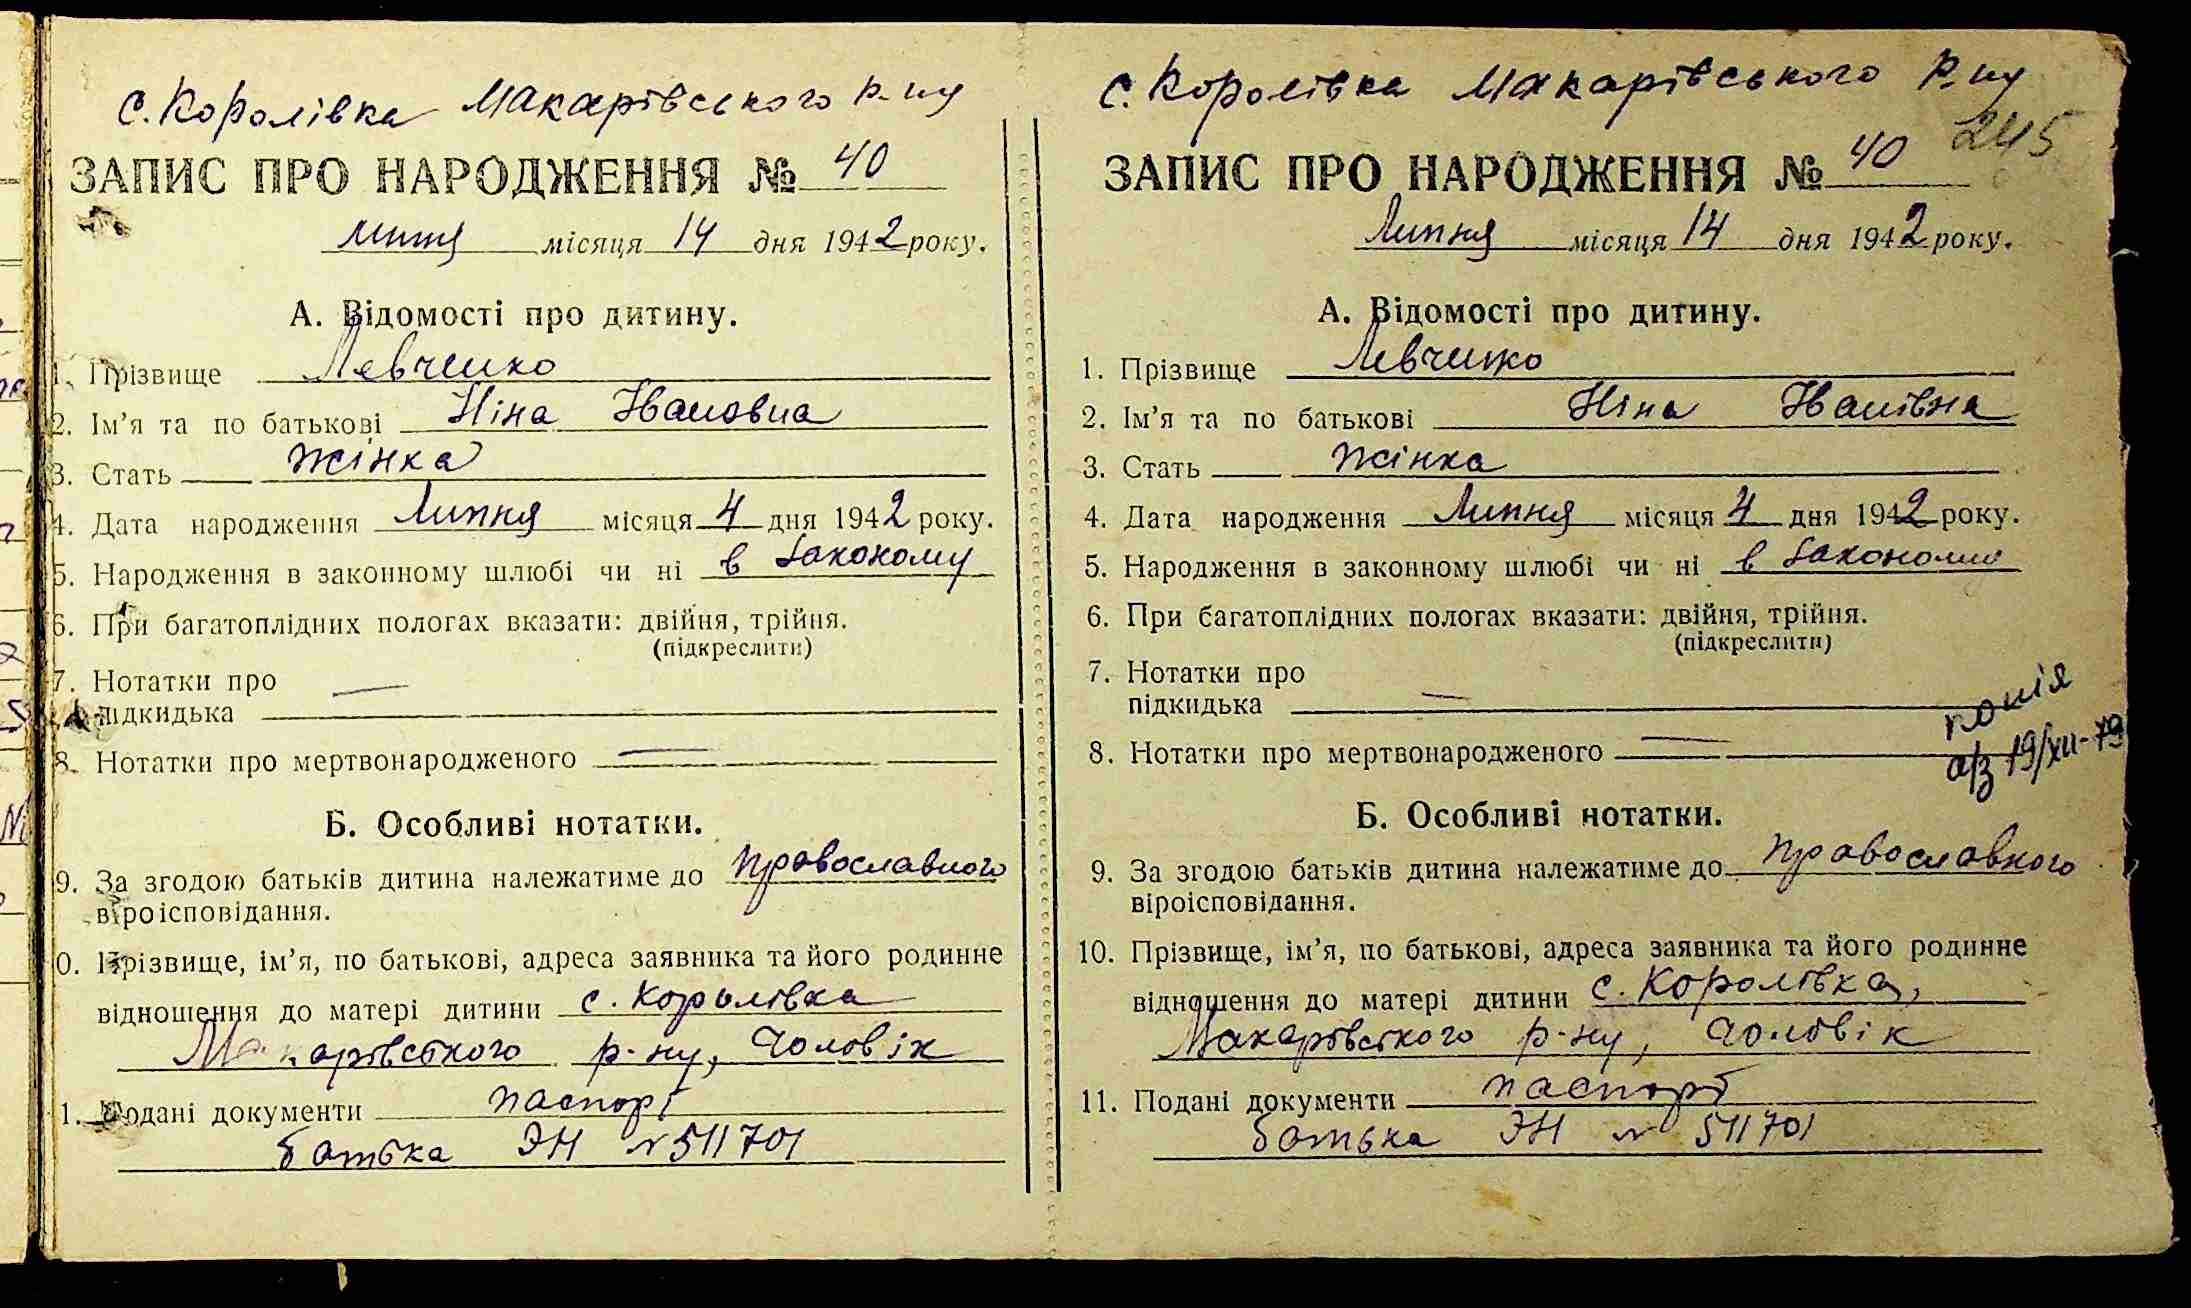 с. Королівка Макарівського р-ну
ЗАПИС ПРО НАРОДЖЕННЯ № 40
липня місяця 14 дня 1942 року.
А. Відомості про дитину.
1. Прізвище Левченко
2. Ім'я та по батькові Ніна Івановна
3. Стать жінка
4. Дата народження Липня місяця 4 дня 1942 року.
5. Народження в законному шлюбі чи ні в законому
6. При багатоплідних пологах вказати: двійня, трійня.
(підкреслити)
7. Нотатки про —
підкидька
8. Нотатки про мертвонародженого —
Б. Особливі нотатки.
9. За згодою батьків дитина належатиме до православного
віроісповідання.
0. Прізвище, ім'я, по батькові, адреса заявника та його родинне
відношення до матері дитини с. Королівка
Макарівського р-ну, чоловік
1. Подані документи паспорт
батька ЭН № 511701
с. Королівка Макарівського р-ну
245
ЗАПИС ПРО НАРОДЖЕННЯ № 40
Липня місяця 14 дня 1942 року.
А. Відомості про дитину.
1. Прізвище Левченко
2. Ім'я та по батькові Ніна Іванівна
3. Стать жінка
4. Дата народження Липня місяця 4 дня 1942 року.
5. Народження в законному шлюбі чи ні в законому
6. При багатоплідних пологах вказати: двійня, трійня.
(підкреслити)
7. Нотатки про —
підкидька
копія
8. Нотатки про мертвонародженого —
а/з 19/XII-79
Б. Особливі нотатки.
9. За згодою батьків дитина належатиме до православного
віроісповідання.
10. Прізвище, ім'я, по батькові, адреса заявника та його родинне
відношення до матері дитини с. Королівка,
Макарівського р-ну, чоловік
11. Подані документи паспорт
батька ЭН № 511701